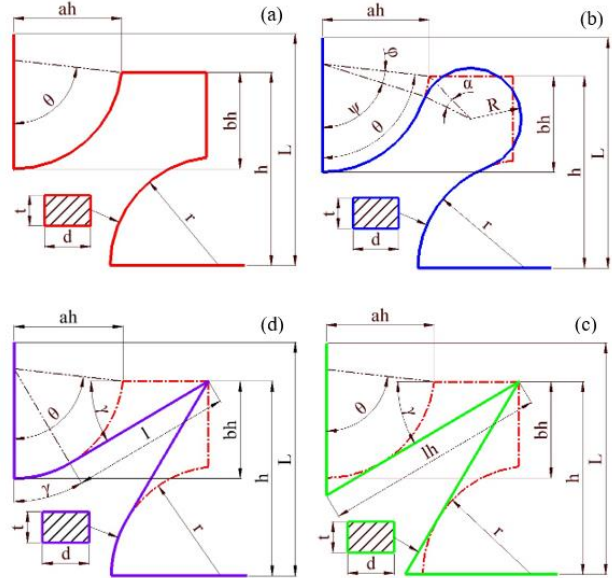 (a)
ah
θ
bh
h
L
t
d
r
(b)
ah
φ
α
ψ
θ
R
bh
h
L
t
d
r
(d)
ah
θ
γ
l
bh
h
L
γ
t
d
r
(c)
ah
θ
γ
lh
bh
h
L
t
d
r